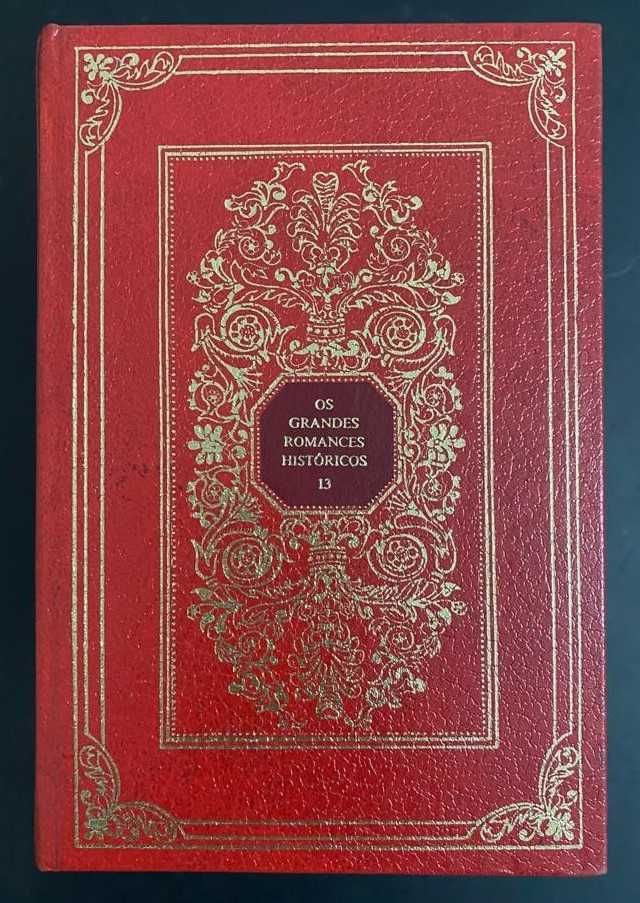 OS
GRANDES
ROMANCES
HISTÓRICOS
13